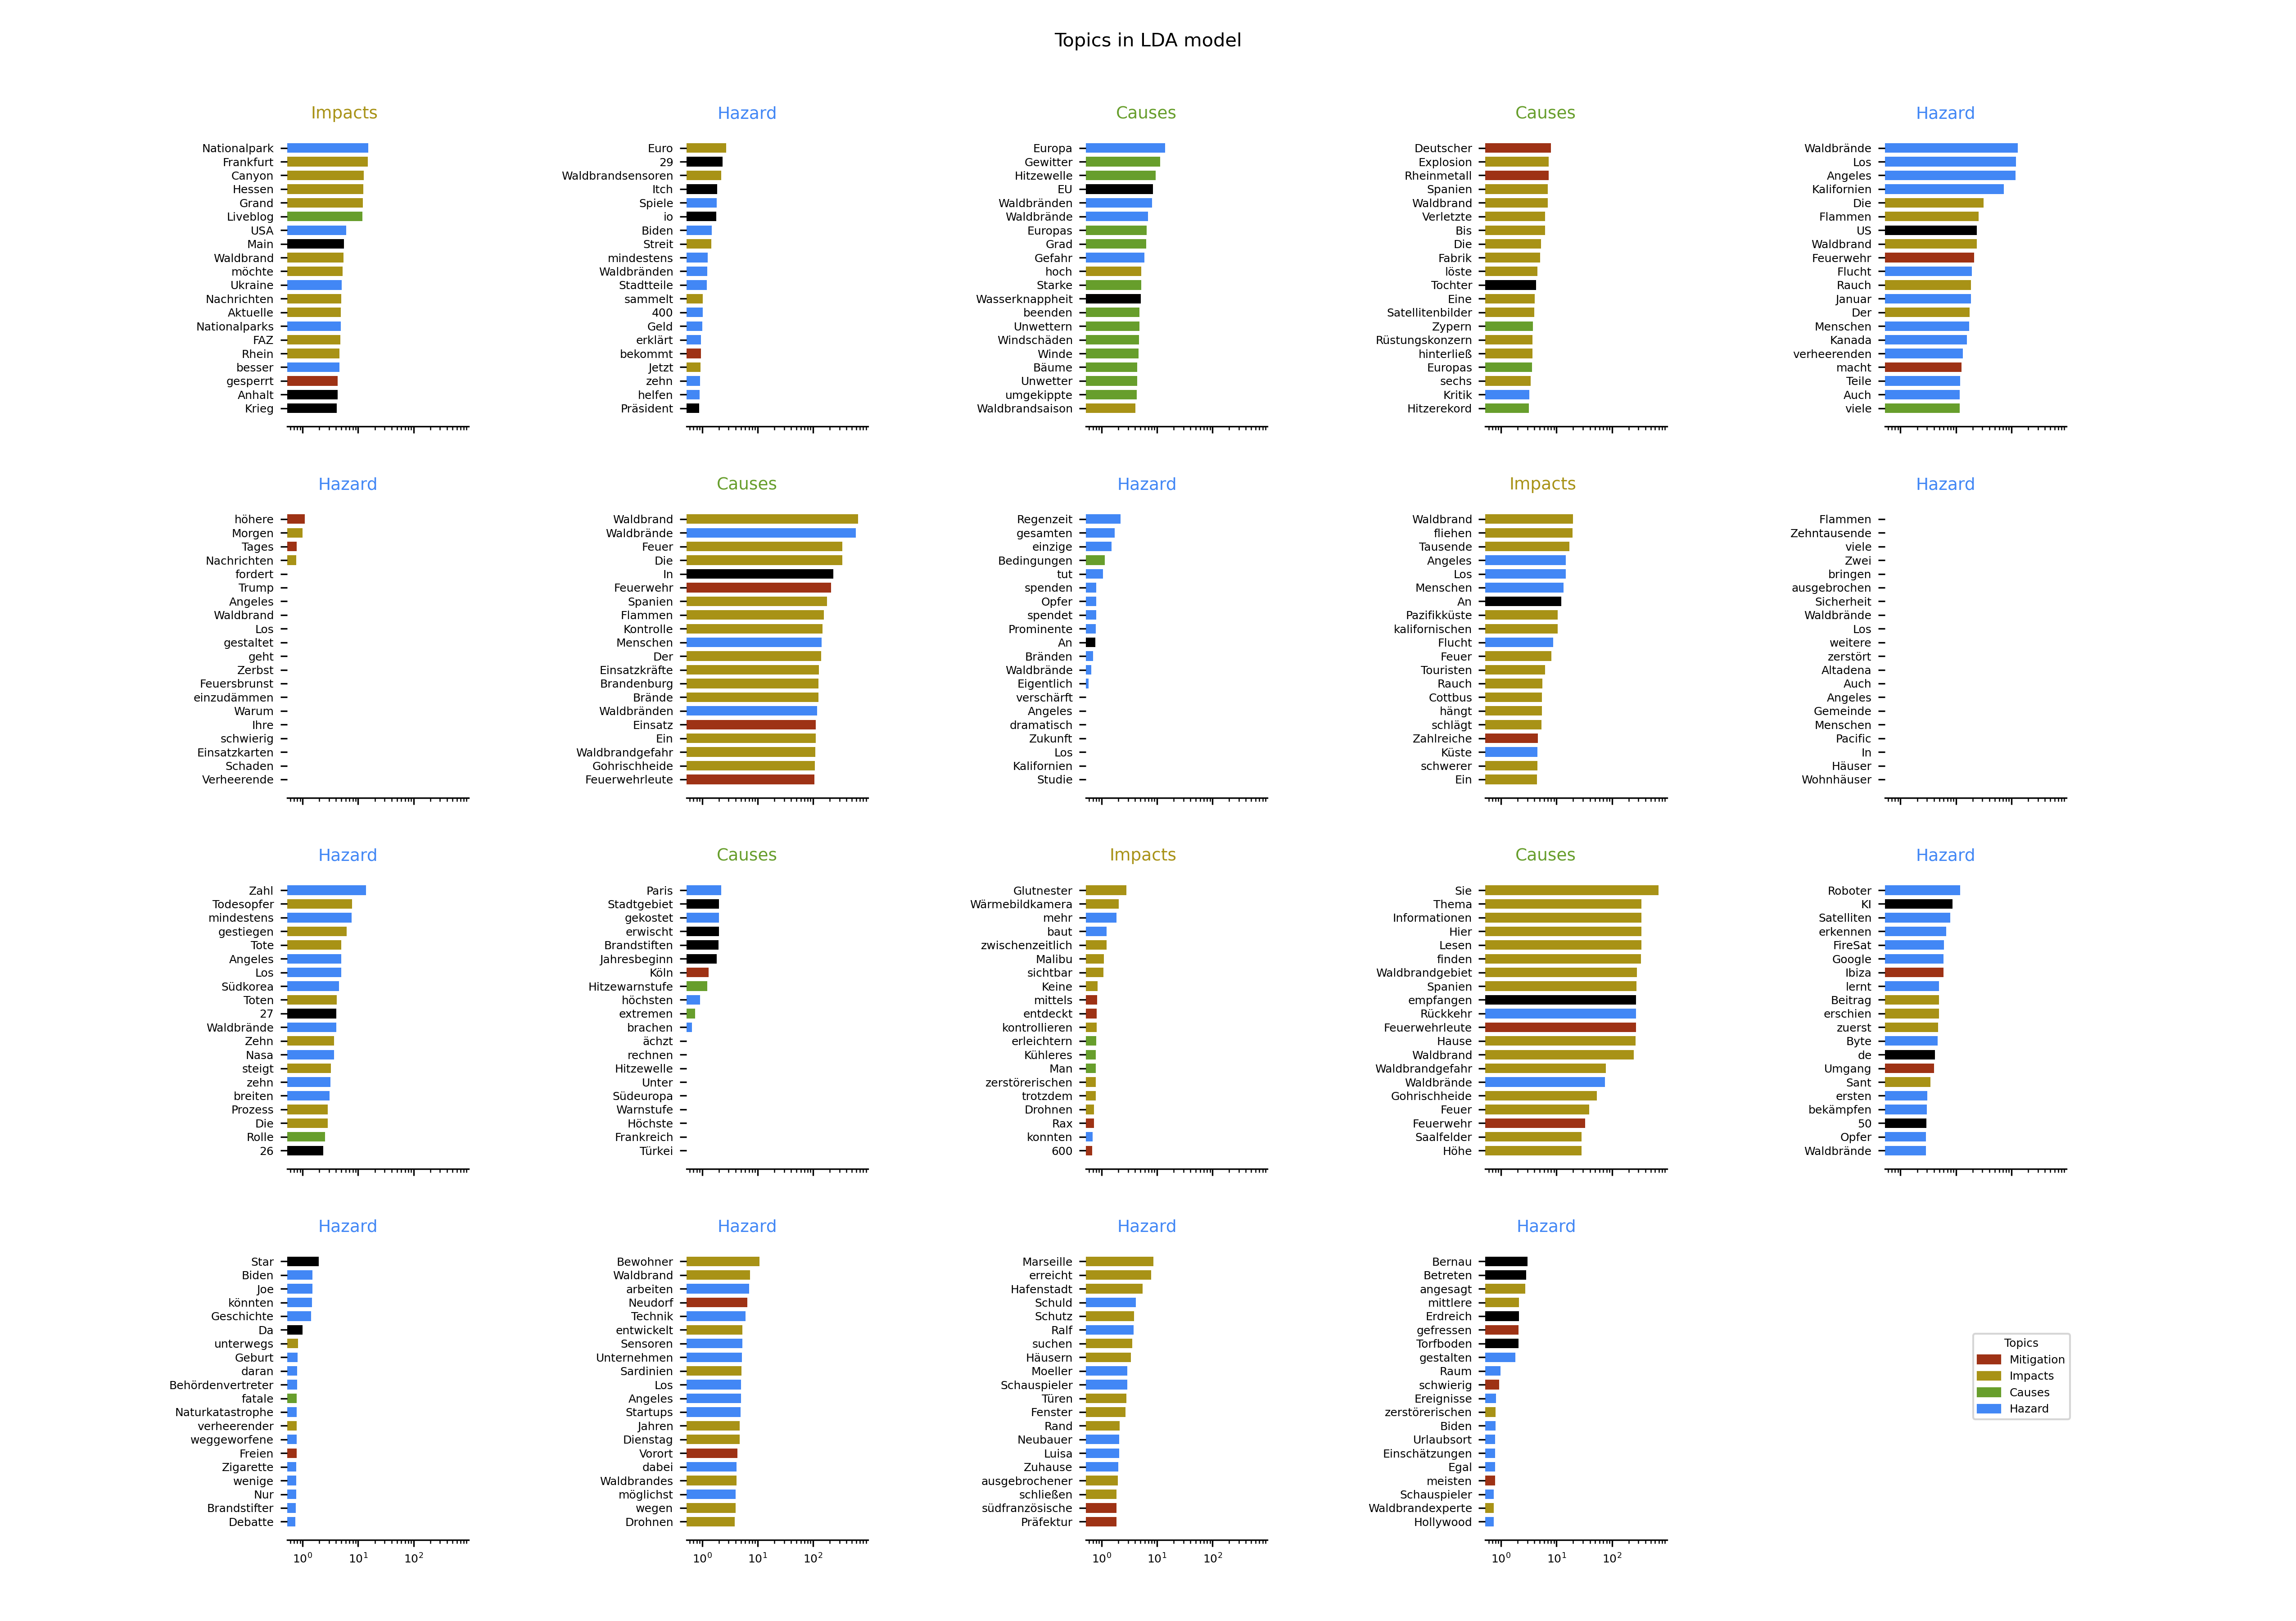 Topics in LDA model
Impacts
Nationalpark
Frankfurt
Canyon
Hessen
Grand
Liveblog
USA
Main
Waldbrand
möchte
Ukraine
Nachrichten
Aktuelle
Nationalparks
FAZ
Rhein
besser
gesperrt
Anhalt
Krieg
Hazard
Euro
29
Waldbrandsensoren
Itch
Spiele
io
Biden
Streit
mindestens
Waldbränden
Stadtteile
sammelt
400
Geld
erklärt
bekommt
Jetzt
zehn
helfen
Präsident
Causes
Europa
Gewitter
Hitzewelle
EU
Waldbränden
Waldbrände
Europas
Grad
Gefahr
hoch
Starke
Wasserknappheit
beenden
Unwettern
Windschäden
Winde
Bäume
Unwetter
umgekippte
Waldbrandsaison
Causes
Deutscher
Explosion
Rheinmetall
Spanien
Waldbrand
Verletzte
Bis
Die
Fabrik
löste
Tochter
Eine
Satellitenbilder
Zypern
Rüstungskonzern
hinterließ
Europas
sechs
Kritik
Hitzerekord
Hazard
Waldbrände
Los
Angeles
Kalifornien
Die
Flammen
US
Waldbrand
Feuerwehr
Flucht
Rauch
Januar
Der
Menschen
Kanada
verheerenden
macht
Teile
Auch
viele
Hazard
höhere
Morgen
Tages
Nachrichten
fordert
Trump
Angeles
Waldbrand
Los
gestaltet
geht
Zerbst
Feuersbrunst
einzudämmen
Warum
Ihre
schwierig
Einsatzkarten
Schaden
Verheerende
Causes
Waldbrand
Waldbrände
Feuer
Die
In
Feuerwehr
Spanien
Flammen
Kontrolle
Menschen
Der
Einsatzkräfte
Brandenburg
Brände
Waldbränden
Einsatz
Ein
Waldbrandgefahr
Gohrischheide
Feuerwehrleute
Hazard
Regenzeit
gesamten
einzige
Bedingungen
tut
spenden
Opfer
spendet
Prominente
An
Bränden
Waldbrände
Eigentlich
verschärft
Angeles
dramatisch
Zukunft
Los
Kalifornien
Studie
Impacts
Waldbrand
fliehen
Tausende
Angeles
Los
Menschen
An
Pazifikküste
kalifornischen
Flucht
Feuer
Touristen
Rauch
Cottbus
hängt
schlägt
Zahlreiche
Küste
schwerer
Ein
Hazard
Flammen
Zehntausende
viele
Zwei
bringen
ausgebrochen
Sicherheit
Waldbrände
Los
weitere
zerstört
Altadena
Auch
Angeles
Gemeinde
Menschen
Pacific
In
Häuser
Wohnhäuser
Hazard
Zahl
Todesopfer
mindestens
gestiegen
Tote
Angeles
Los
Südkorea
Toten
27
Waldbrände
Zehn
Nasa
steigt
zehn
breiten
Prozess
Die
Rolle
26
Causes
Paris
Stadtgebiet
gekostet
erwischt
Brandstiften
Jahresbeginn
Köln
Hitzewarnstufe
höchsten
extremen
brachen
ächzt
rechnen
Hitzewelle
Unter
Südeuropa
Warnstufe
Höchste
Frankreich
Türkei
Impacts
Glutnester
Wärmebildkamera
mehr
baut
zwischenzeitlich
Malibu
sichtbar
Keine
mittels
entdeckt
kontrollieren
erleichtern
Kühleres
Man
zerstörerischen
trotzdem
Drohnen
Rax
konnten
600
Causes
Sie
Thema
Informationen
Hier
Lesen
finden
Waldbrandgebiet
Spanien
empfangen
Rückkehr
Feuerwehrleute
Hause
Waldbrand
Waldbrandgefahr
Waldbrände
Gohrischheide
Feuer
Feuerwehr
Saalfelder
Höhe
Hazard
Roboter
KI
Satelliten
erkennen
FireSat
Google
Ibiza
lernt
Beitrag
erschien
zuerst
Byte
de
Umgang
Sant
ersten
bekämpfen
50
Opfer
Waldbrände
Hazard
Star
Biden
Joe
könnten
Geschichte
Da
unterwegs
Geburt
daran
Behördenvertreter
fatale
Naturkatastrophe
verheerender
weggeworfene
Freien
Zigarette
wenige
Nur
Brandstifter
Debatte
10⁰ 10¹ 10²
Hazard
Bewohner
Waldbrand
arbeiten
Neudorf
Technik
entwickelt
Sensoren
Unternehmen
Sardinien
Los
Angeles
Startups
Jahren
Dienstag
Vorort
dabei
Waldbrandes
möglichst
wegen
Drohnen
10⁰ 10¹ 10²
Hazard
Marseille
erreicht
Hafenstadt
Schuld
Schutz
Ralf
suchen
Häusern
Moeller
Schauspieler
Türen
Fenster
Rand
Neubauer
Luisa
Zuhause
ausgebrochener
schließen
südfranzösische
Präfektur
10⁰ 10¹ 10²
Hazard
Bernau
Betreten
angesagt
mittlere
Erdreich
gefressen
Torfboden
gestalten
Raum
schwierig
Ereignisse
zerstörerischen
Biden
Urlaubsort
Einschätzungen
Egal
meisten
Schauspieler
Waldbrandexperte
Hollywood
10⁰ 10¹ 10²
Topics
Mitigation
Impacts
Causes
Hazard